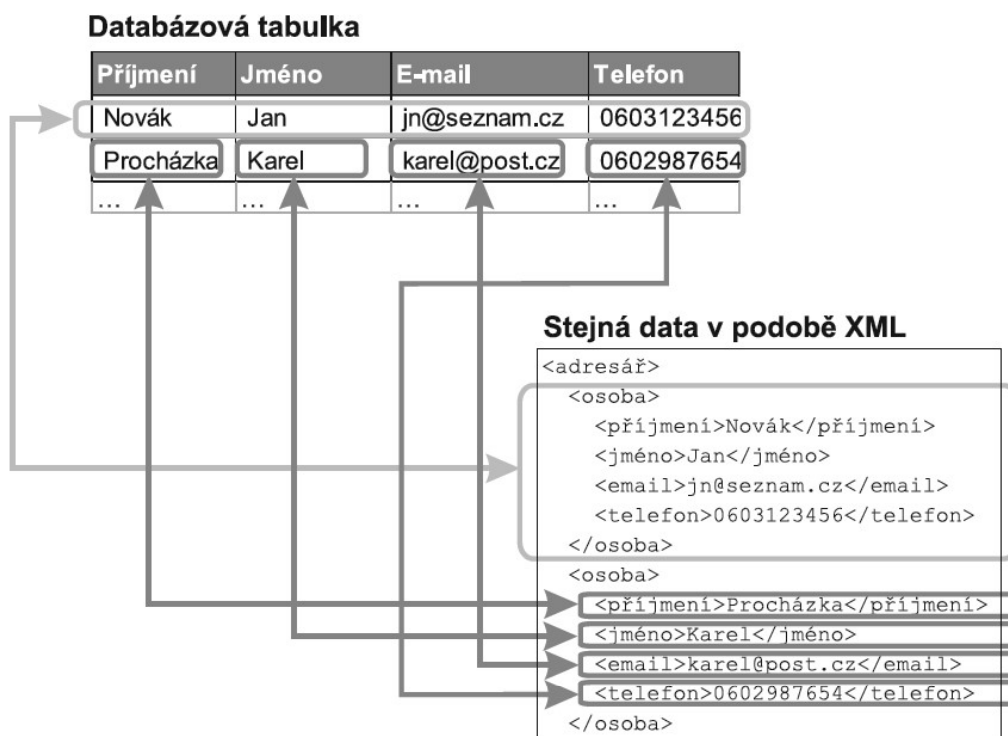 Databázová tabulka
Příjmení Jméno E-mail Telefon
Novák Jan jn@seznam.cz 0603123456
Procházka Karel karel@post.cz 0602987654
... ... ... ...
Stejná data v podobě XML
<adresář>
<osoba>
<příjmení>Novák</příjmení>
<jméno>Jan</jméno>
<email>jn@seznam.cz</email>
<telefon>0603123456</telefon>
</osoba>
<osoba>
<příjmení>Procházka</příjmení>
<jméno>Karel</jméno>
<email>karel@post.cz</email>
<telefon>0602987654</telefon>
</osoba>